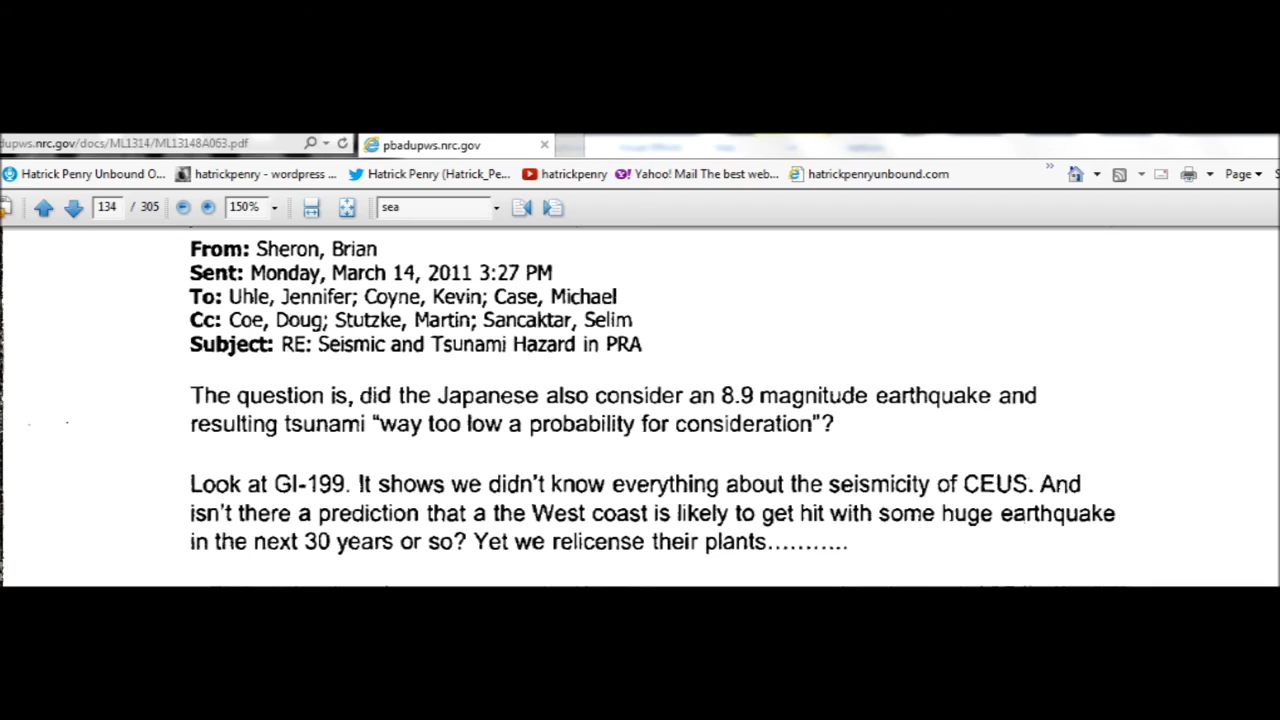 dupws.nrc.gov/docs/ML1314/ML13148A063.pdf
pbadupws.nrc.gov
Hatrick Penry Unbound O... hatrickpenry - wordpress ... Hatrick Penry (Hatrick_Pe... hatrickpenry Yahoo! Mail The best web... hatrickpenryunbound.com » Page
134 / 305 150% sea
From: Sheron, Brian
Sent: Monday, March 14, 2011 3:27 PM
To: Uhle, Jennifer; Coyne, Kevin; Case, Michael
Cc: Coe, Doug; Stutzke, Martin; Sancaktar, Selim
Subject: RE: Seismic and Tsunami Hazard in PRA
The question is, did the Japanese also consider an 8.9 magnitude earthquake and
resulting tsunami “way too low a probability for consideration”?
Look at GI-199. It shows we didn’t know everything about the seismicity of CEUS. And
isn’t there a prediction that a the West coast is likely to get hit with some huge earthquake
in the next 30 years or so? Yet we relicense their plants...........